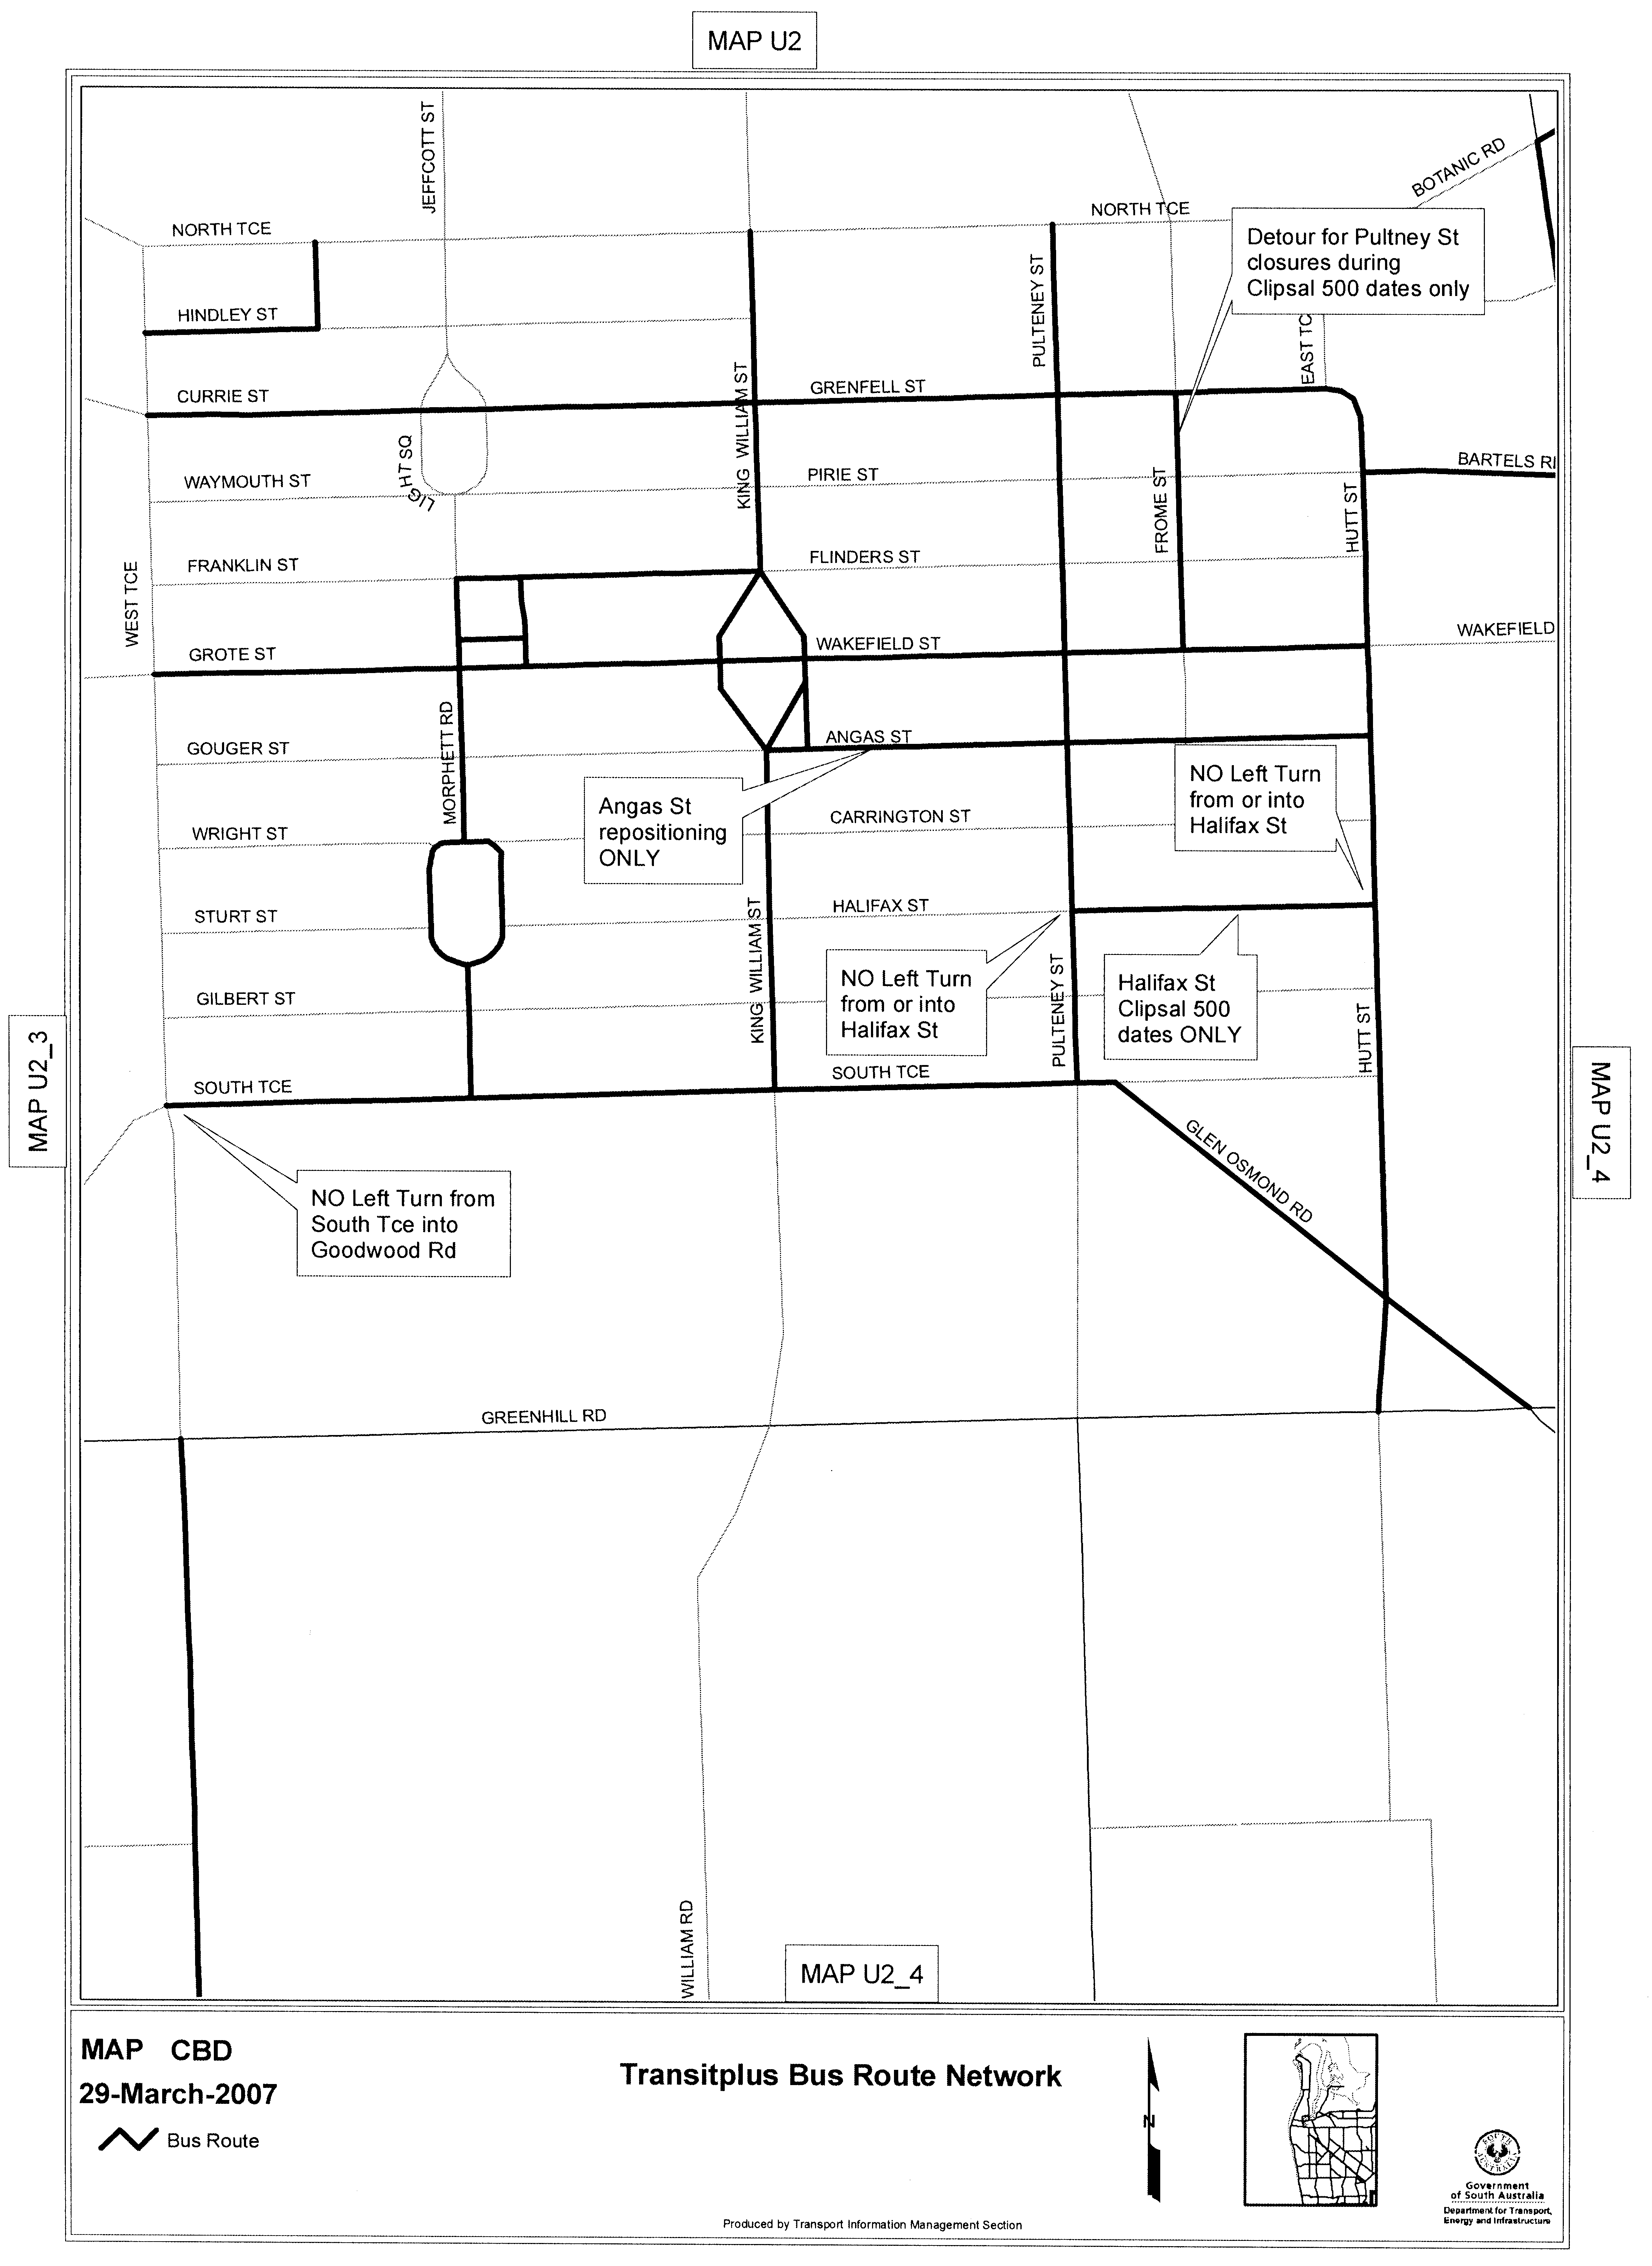 MAP U2
JEFFCOTT ST
BOTANIC RD
NORTH TCE
NORTH TCE
Detour for Pultney St
closures during
Clipsal 500 dates only
PULTENEY ST
HINDLEY ST
EAST TC
KING WILLIAM ST
GRENFELL ST
CURRIE ST
LIGHT SQ
BARTELS RI
PIRIE ST
WAYMOUTH ST
FROME ST
HUTT ST
FLINDERS ST
FRANKLIN ST
WEST TCE
WAKEFIELD
WAKEFIELD ST
GROTE ST
MORPHETT RD
ANGAS ST
GOUGER ST
NO Left Turn
from or into
Halifax St
Angas St
repositioning
ONLY
CARRINGTON ST
WRIGHT ST
HALIFAX ST
STURT ST
KING WILLIAM ST
NO Left Turn
from or into
Halifax St
PULTENEY ST
Halifax St
Clipsal 500
dates ONLY
GILBERT ST
HUTT ST
MAP U2_3
MAP U2_4
SOUTH TCE
SOUTH TCE
GLEN OSMOND RD
NO Left Turn from
South Tce into
Goodwood Rd
GREENHILL RD
WILLIAM RD
MAP U2_4
MAP CBD
29-March-2007
Bus Route
Transitplus Bus Route Network
N
SOUTH
AUSTRALIA
Government
of South Australia
Department for Transport,
Energy and Infrastructure
Produced by Transport Information Management Section